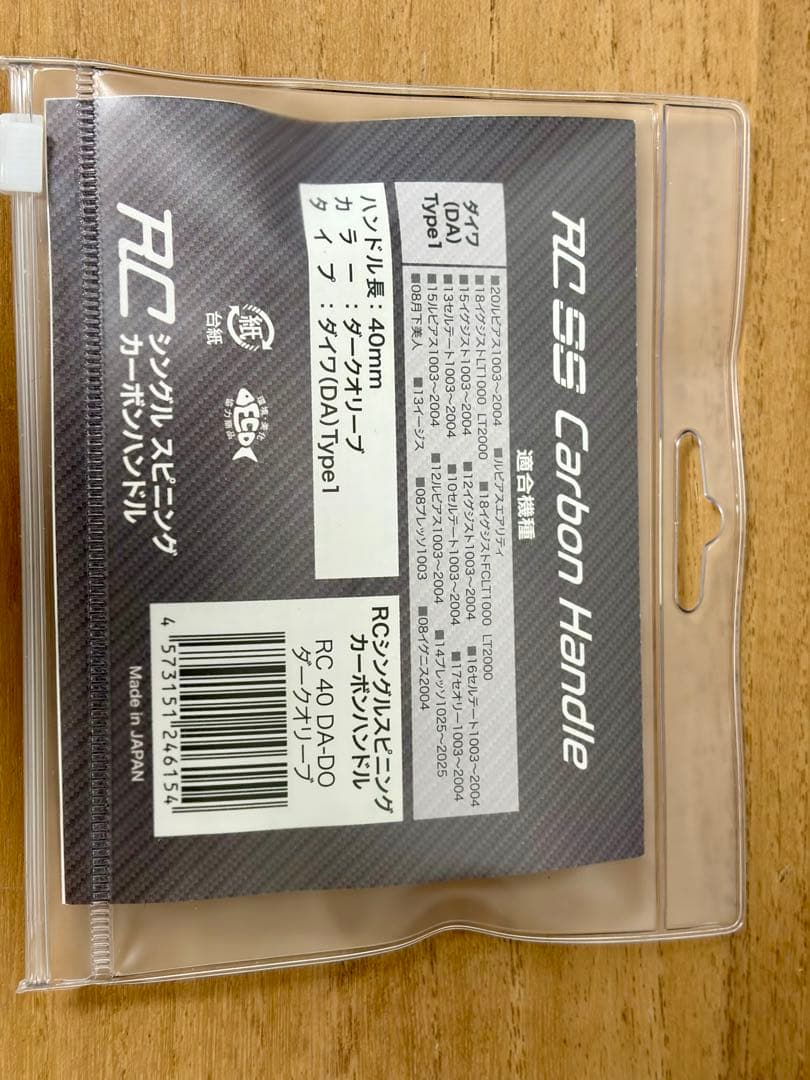 RC SS Carbon Handle
適合機種
ダイワ
(DA)
Type1
■20ルビアス1003～2004 ■ルビアスエアリティ
■18イグジストLT1000 LT2000 ■18イグジストFCLT1000 LT2000
■15イグジスト1003～2004 ■12イグジスト1003～2004 ■16セルテート1003～2004
■13セルテート1003～2004 ■10セルテート1003～2004 ■17セオリー1003～2004
■15ルビアス1003～2004 ■12ルビアス1003～2004 ■14プレッソ1025～2025
■08月下美人 ■13イージス ■08プレッソ1003 ■08イグニス2004
ハンドル長：40mm
カラー：ダークオリーブ
タイプ：ダイワ(DA)Type1
RCシングルスピニング
カーボンハンドル
RC 40 DA-DO
ダークオリーブ
4 573151 246154
紙
台紙
環境・安全
ECO
協力商品
RC シングル スピニング
カーボンハンドル
Made in JAPAN